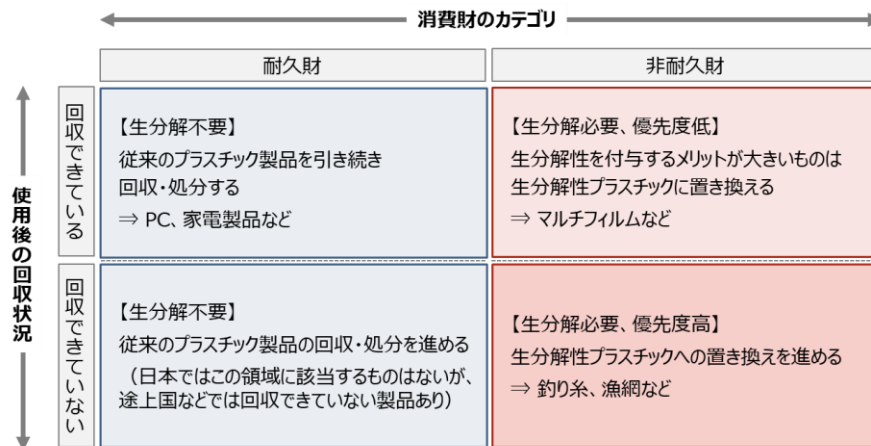 消費財のカテゴリ
耐久財
非耐久財
使用後の回収状況
回収できている
【生分解不要】
従来のプラスチック製品を引き続き
回収・処分する
⇒ PC、家電製品など
【生分解必要、優先度低】
生分解性を付与するメリットが大きいものは
生分解性プラスチックに置き換える
⇒ マルチフィルムなど
回収できていない
【生分解不要】
従来のプラスチック製品の回収・処分を進める
（日本ではこの領域に該当するものはないが、
途上国などでは回収できていない製品あり）
【生分解必要、優先度高】
生分解性プラスチックへの置き換えを進める
⇒ 釣り糸、漁網など